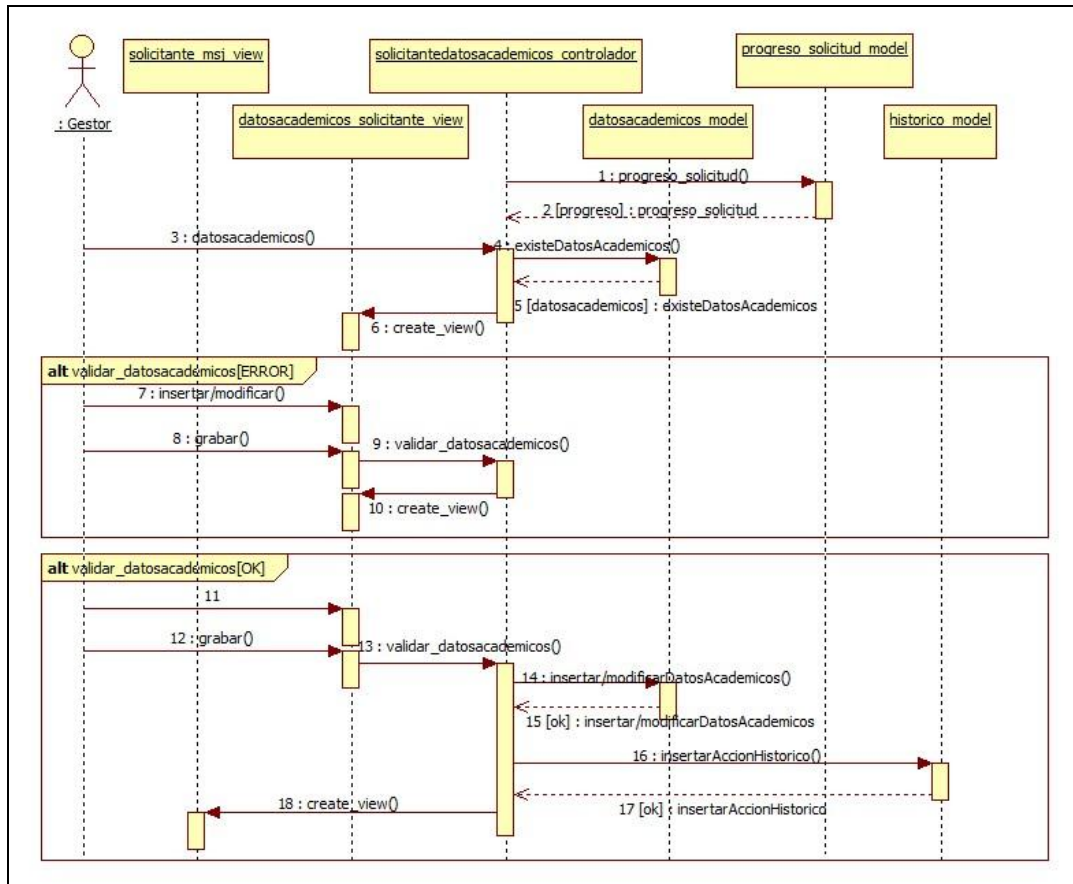 solicitante_msj_view
solicitantedatosacademicos_controlador
progreso_solicitud_model
: Gestor
datosacademicos_solicitante_view
datosacademicos_model
historico_model
1 : progreso_solicitud()
2 [progreso] : progreso_solicitud
3 : datosacademicos()
4 : existeDatosAcademicos()
5 [datosacademicos] : existeDatosAcademicos
6 : create_view()
alt validar_datosacademicos[ERROR]
7 : insertar/modificar()
8 : grabar()
9 : validar_datosacademicos()
10 : create_view()
alt validar_datosacademicos[OK]
11
12 : grabar()
13 : validar_datosacademicos()
14 : insertar/modificarDatosAcademicos()
15 [ok] : insertar/modificarDatosAcademicos
16 : insertarAccionHistorico()
17 [ok] : insertarAccionHistorico
18 : create_view()